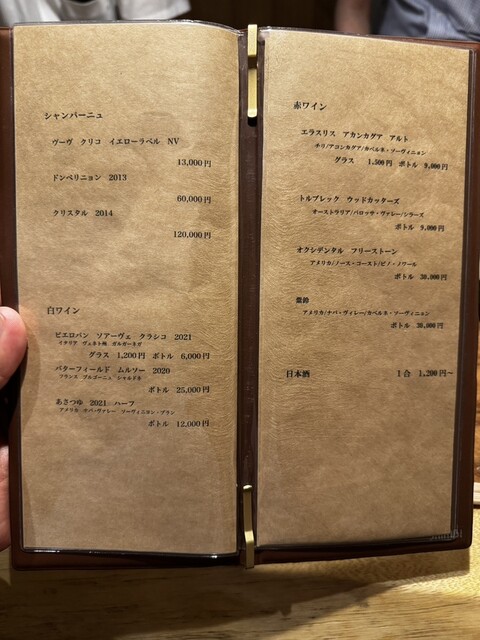 シャンパーニュ
ヴーヴ クリコ イエローラベル NV
13,000円
ドンペリニョン 2013
60,000円
クリスタル 2014
120,000円
白ワイン
ピエロパン ソアーヴェ クラシコ 2021
イタリア ヴェネト州 ガルガーネガ
グラス 1,200円 ボトル 6,000円
バターフィールド ムルソー 2020
フランス ブルゴーニュ シャルドネ
ボトル 25,000円
あさつゆ 2021 ハーフ
アメリカ ナパ・ヴァレー ソーヴィニヨン・ブラン
ボトル 12,000円
赤ワイン
エラスリス アカンカグア アルト
チリ/アコンカグア/カベルネ・ソーヴィニョン
グラス 1,500円 ボトル 9,000円
トルブレック ウッドカッターズ
オーストラリア/バロッサ・ヴァレー/シラーズ
ボトル 9,000円
オクシデンタル フリーストーン
アメリカ/ノース・コースト/ピノ・ノワール
ボトル 30,000円
紫鈴
アメリカ/ナパ・ヴィレー/カベルネ・ソーヴィニョン
ボトル 38,000円
日本酒 1合 1,200円~